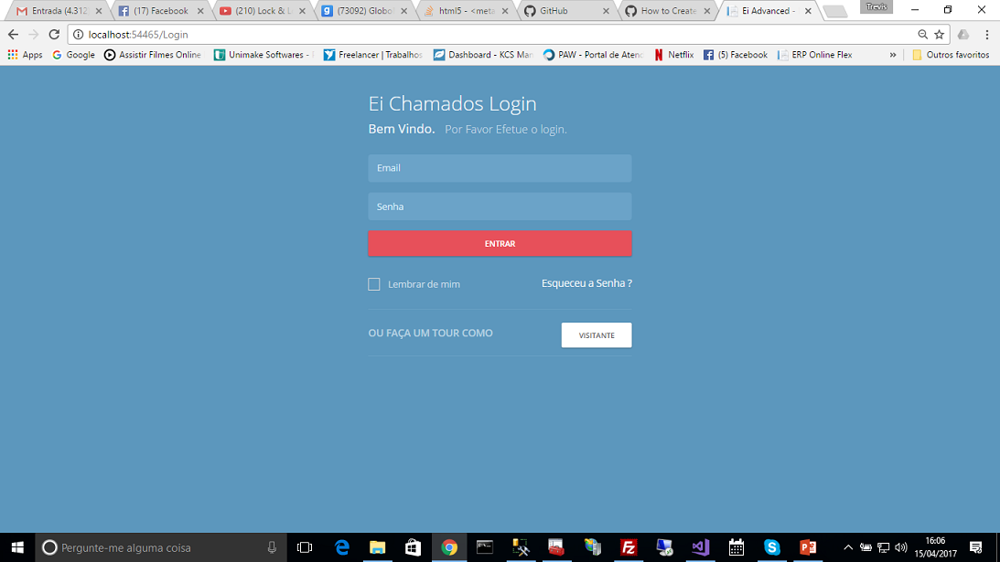 Entrada (4.312
(17) Facebook
(210) Lock & L
(73092) Globo
html5 - <meta
GitHub
How to Create
Ei Advanced -
Trevis
localhost:54465/Login
Apps
Google
Assistir Filmes Online
Unimake Softwares -
Freelancer | Trabalhos
Dashboard - KCS Man
PAW - Portal de Atend
Netflix
(5) Facebook
ERP Online Flex
»
Outros favoritos
Ei Chamados Login
Bem Vindo. Por Favor Efetue o login.
Email
Senha
ENTRAR
Lembrar de mim
Esqueceu a Senha ?
OU FAÇA UM TOUR COMO
VISITANTE
Pergunte-me alguma coisa
16:06
15/04/2017